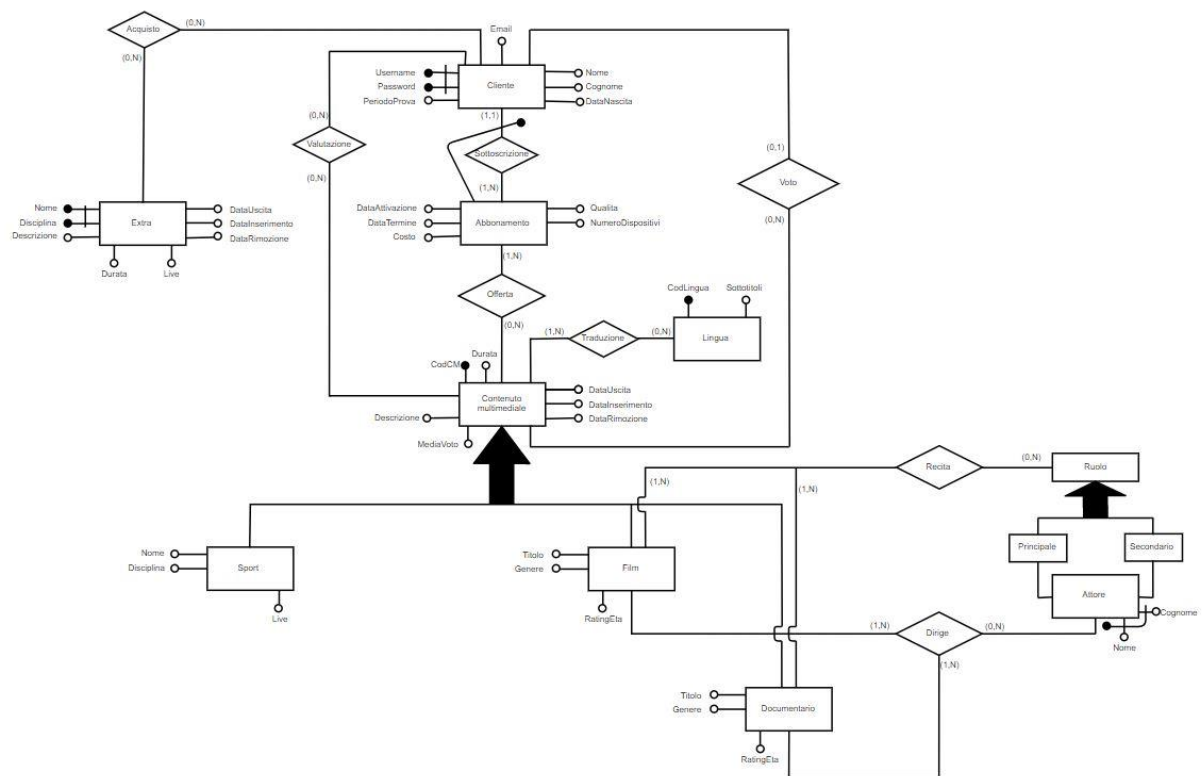 Acquisto
(0,N)
(0,N)
Email
Username
Password
PeriodoProva
Cliente
Nome
Cognome
DataNascita
(1,1)
(0,N)
Valutazione
(0,N)
Sottoscrizione
(0,1)
Voto
(0,N)
(1,N)
Nome
Disciplina
Descrizione
Extra
DataUscita
DataInserimento
DataRimozione
Durata
Live
DataAttivazione
DataTermine
Costo
Abbonamento
Qualita
NumeroDispositivi
(1,N)
Offerta
(0,N)
CodLingua
Sottotitoli
(1,N)
Traduzione
(0,N)
Lingua
CodCM
Durata
Contenuto
multimediale
DataUscita
DataInserimento
DataRimozione
Descrizione
MediaVoto
(1,N)
(1,N)
Recita
(0,N)
Ruolo
Principale
Secondario
Nome
Disciplina
Sport
Live
Titolo
Genere
Film
RatingEta
Attore
Cognome
Nome
(1,N)
Dirige
(0,N)
(1,N)
Titolo
Genere
Documentario
RatingEta